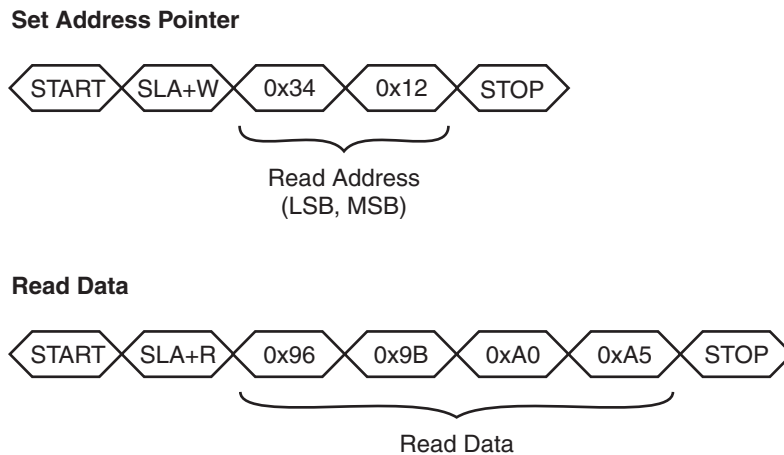 Set Address Pointer
START SLA+W 0x34 0x12 STOP
Read Address
(LSB, MSB)
Read Data
START SLA+R 0x96 0x9B 0xA0 0xA5 STOP
Read Data